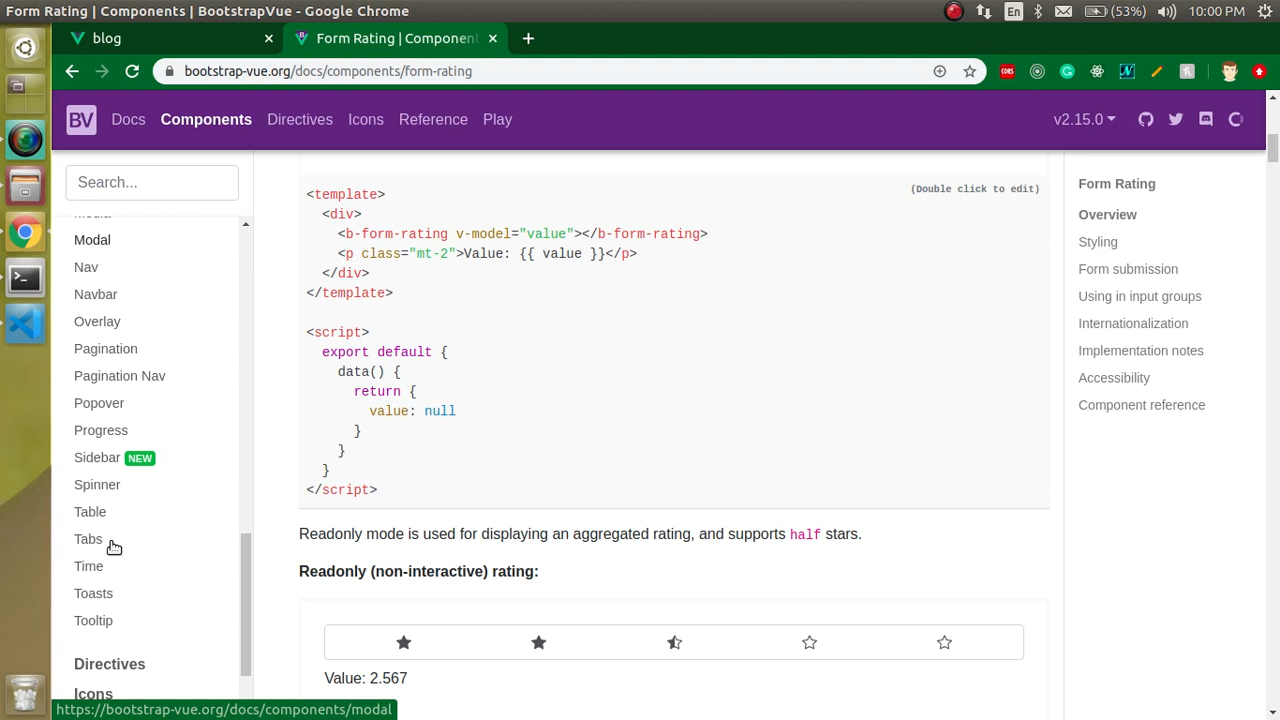 Form Rating | Components | BootstrapVue - Google Chrome
En
(53%)
10:00 PM
blog
Form Rating | Component
bootstrap-vue.org/docs/components/form-rating
CORS
BV
Docs
Components
Directives
Icons
Reference
Play
v2.15.0
Search...
Modal
Nav
Navbar
Overlay
Pagination
Pagination Nav
Popover
Progress
Sidebar NEW
Spinner
Table
Tabs
Time
Toasts
Tooltip
Directives
Icons
(Double click to edit)
<template>
<div>
<b-form-rating v-model="value"></b-form-rating>
<p class="mt-2">Value: {{ value }}</p>
</div>
</template>
<script>
export default {
data() {
return {
value: null
}
}
}
</script>
Readonly mode is used for displaying an aggregated rating, and supports half stars.
Readonly (non-interactive) rating:
Value: 2.567
Form Rating
Overview
Styling
Form submission
Using in input groups
Internationalization
Implementation notes
Accessibility
Component reference
https://bootstrap-vue.org/docs/components/modal